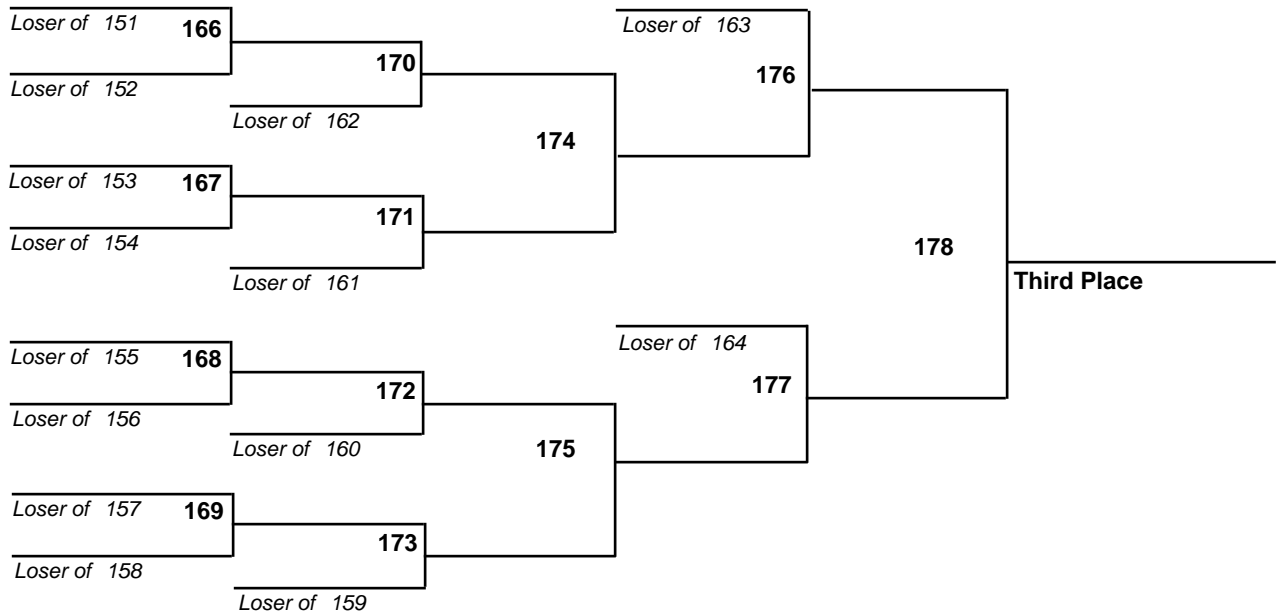 Loser of 151
166
Loser of 152
170
Loser of 162
Loser of 153
167
Loser of 154
171
Loser of 161
174
Loser of 163
176
Loser of 155
168
Loser of 156
172
Loser of 160
Loser of 157
169
Loser of 158
173
Loser of 159
175
Loser of 164
177
178
Third Place